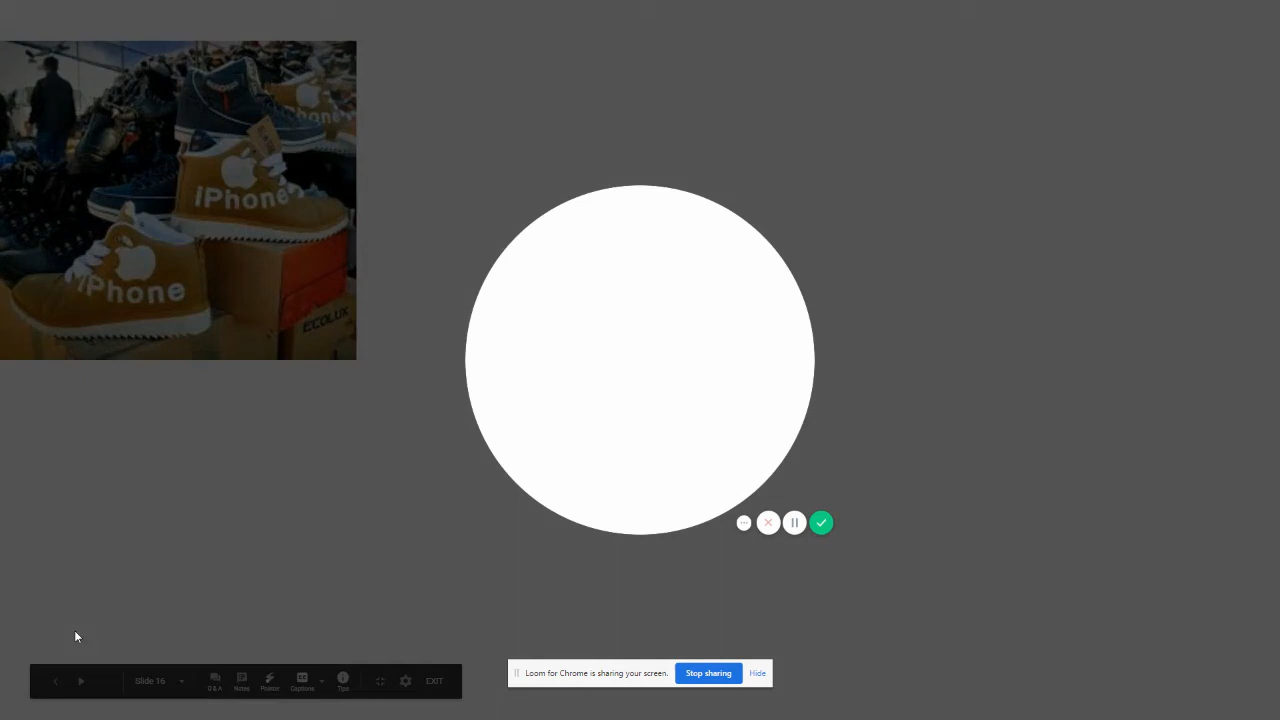 iPhone
iPhone
iPhone
ECOLUX
Slide 16
Q & A
Notes
Pointer
Captions
Tips
EXIT
Loom for Chrome is sharing your screen.
Stop sharing
Hide